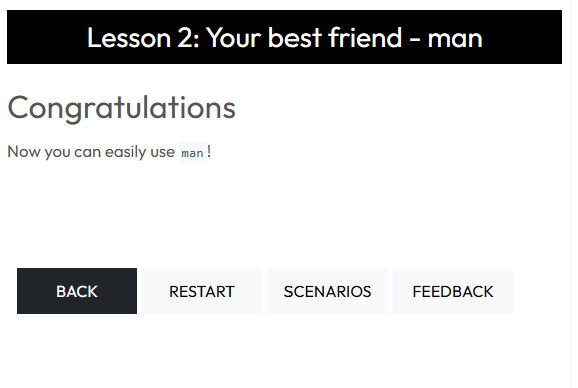 Lesson 2: Your best friend - man
Congratulations
Now you can easily use man!
BACK RESTART SCENARIOS FEEDBACK